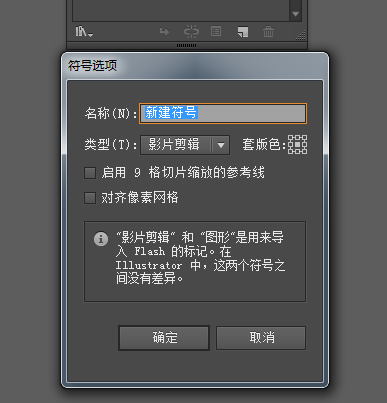 符号选项
名称(N): 新建符号
类型(T): 影片剪辑 套版色:
启用 9 格切片缩放的参考线
对齐像素网格
"影片剪辑" 和 "图形"是用来导
入 Flash 的标记。在
Illustrator 中，这两个符号之
间没有差异。
确定 取消